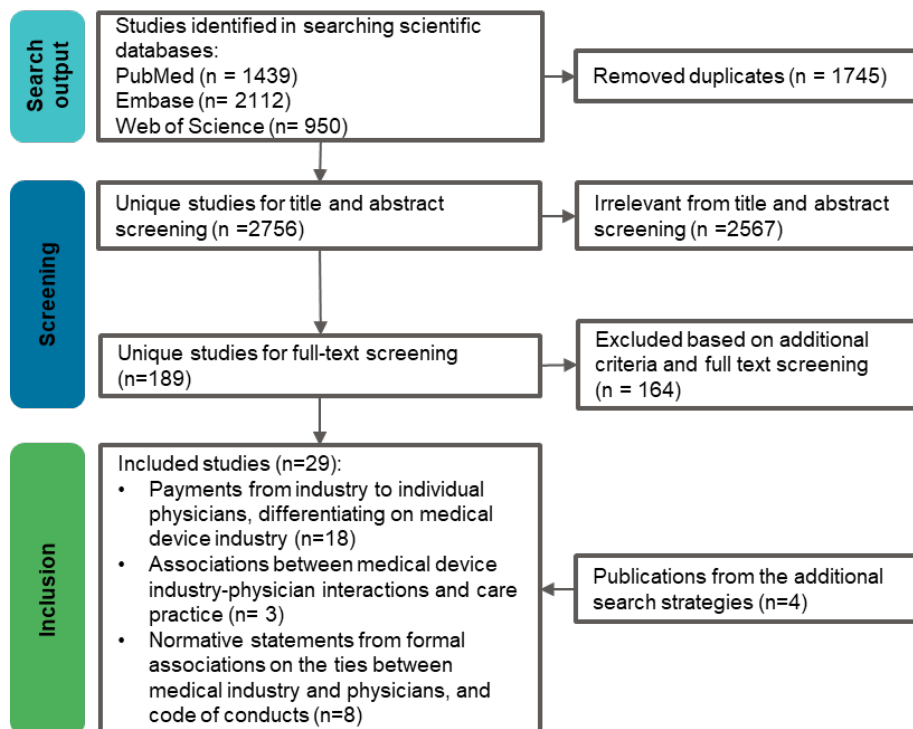 Search
output
Studies identified in searching scientific
databases:
PubMed (n = 1439)
Embase (n= 2112)
Web of Science (n= 950)
Removed duplicates (n = 1745)
Screening
Unique studies for title and abstract
screening (n =2756)
Irrelevant from title and abstract
screening (n =2567)
Unique studies for full-text screening
(n=189)
Excluded based on additional
criteria and full text screening
(n = 164)
Inclusion
Included studies (n=29):
• Payments from industry to individual
physicians, differentiating on medical
device industry (n=18)
• Associations between medical device
industry-physician interactions and care
practice (n= 3)
• Normative statements from formal
associations on the ties between
medical industry and physicians, and
code of conducts (n=8)
Publications from the additional
search strategies (n=4)